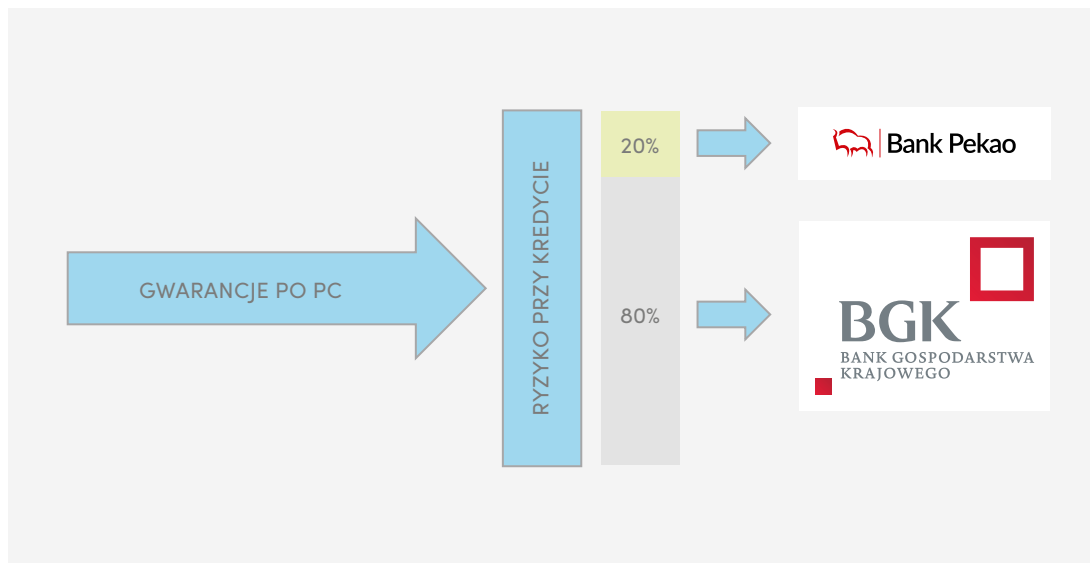 GWARANCJE PO PC
RYZYKO PRZY KREDYCIE
20%
80%
Bank Pekao
BGK
BANK GOSPODARSTWA
KRAJOWEGO